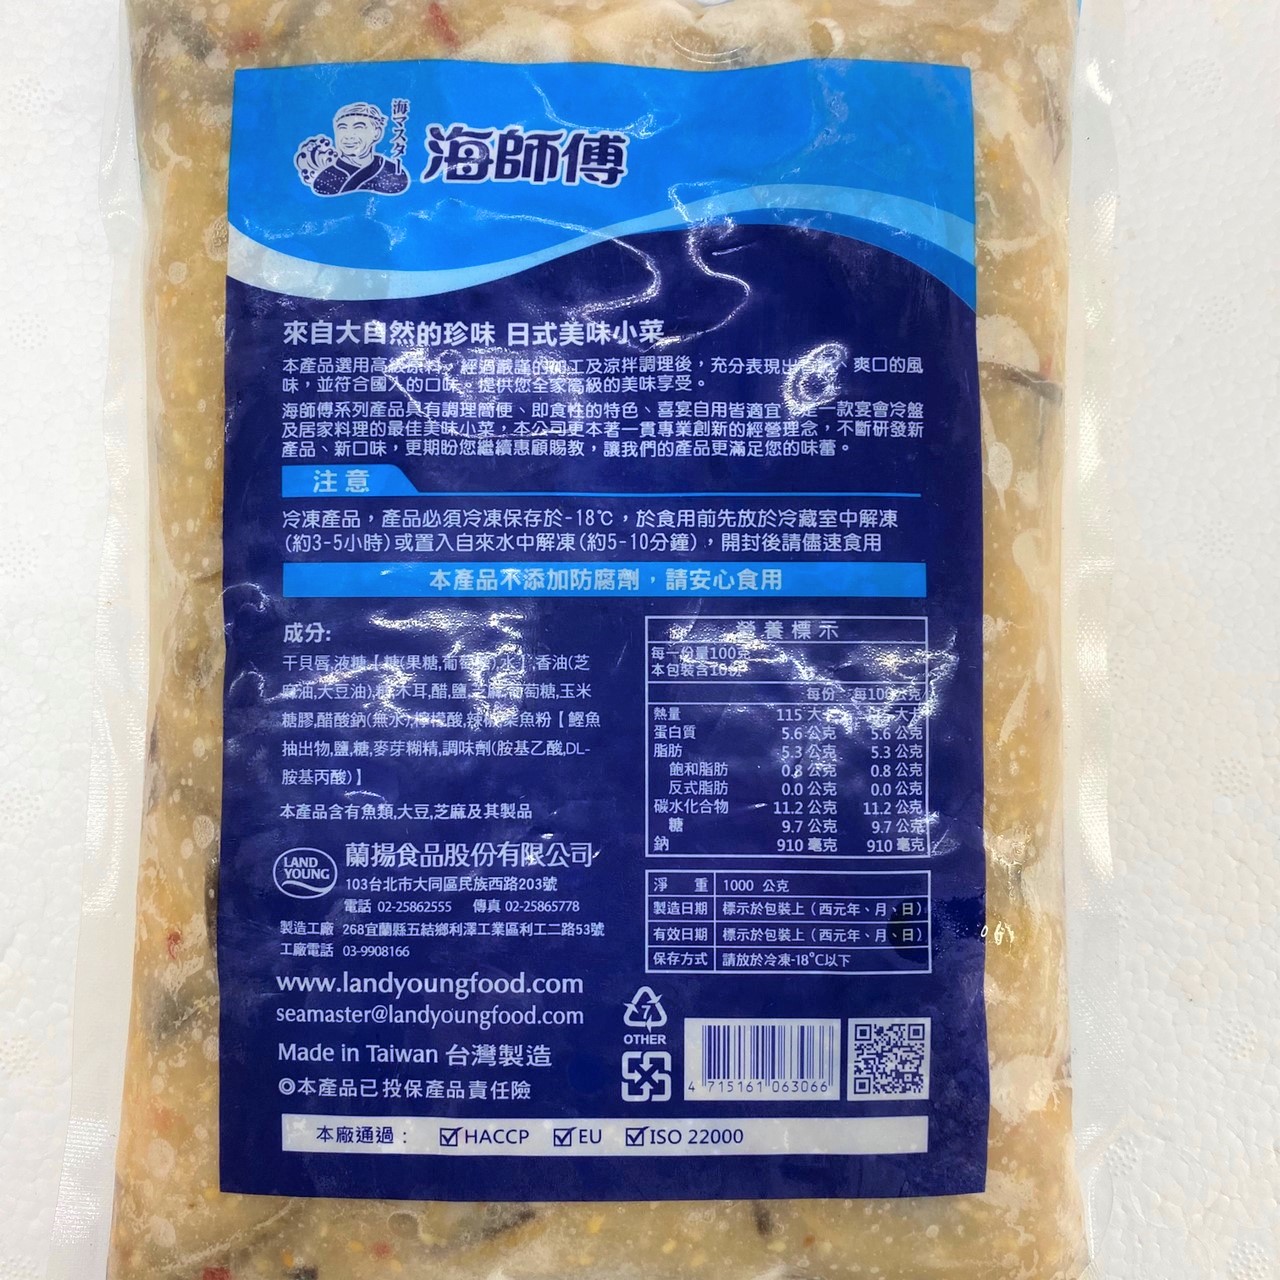 海マスター
海師傅
來自大自然的珍味 日式美味小菜
本產品選用高級原料，經過嚴謹的加工及涼拌調理後，充分表現出 、爽口的風
味，並符合國人的口味。提供您全家高級的美味享受。
海師傅系列產品具有調理簡便、即食性的特色、喜宴自用皆適宜 是一款宴會冷盤
及居家料理的最佳美味小菜，本公司更本著一貫專業創新的經營理念，不斷研發新
產品、新口味，更期盼您繼續惠顧賜教，讓我們的產品更滿足您的味蕾。
注意
冷凍產品，產品必須冷凍保存於-18℃，於食用前先放於冷藏室中解凍
(約3-5小時)或置入自來水中解凍(約5-10分鐘)，開封後請儘速食用
本產品不添加防腐劑，請安心食用
成分:
干貝唇,液糖【糖(果糖,葡萄糖),水】,香油(芝
麻油,大豆油), 木耳,醋,鹽,芝麻,葡萄糖,玉米
糖膠,醋酸鈉(無水),檸檬酸,辣椒,柴魚粉【鰹魚
抽出物,鹽,糖,麥芽糊精,調味劑(胺基乙酸,DL-
胺基丙酸)】
本產品含有魚類,大豆,芝麻及其製品
營養標示
每一份量100克
本包裝含10份
每份 每100公克
熱量 115 大卡 大卡
蛋白質 5.6 公克 5.6 公克
脂肪 5.3 公克 5.3 公克
飽和脂肪 0.8 公克 0.8 公克
反式脂肪 0.0 公克 0.0 公克
碳水化合物 11.2 公克 11.2 公克
糖 9.7 公克 9.7 公克
鈉 910 毫克 910 毫克
LAND YOUNG
蘭揚食品股份有限公司
103台北市大同區民族西路203號
電話 02-25862555 傳真 02-25865778
製造工廠 268宜蘭縣五結鄉利澤工業區利工二路53號
工廠電話 03-9908166
淨重 1000 公克
製造日期 標示於包裝上（西元年、月、日）
有效日期 標示於包裝上（西元年、月、日）
保存方式 請放於冷凍-18℃以下
www.landyoungfood.com
seamaster@landyoungfood.com
Made in Taiwan 台灣製造
◎本產品已投保產品責任險
7
OTHER
4 715161 063066
本廠通過： ☑HACCP ☑EU ☑ISO 22000